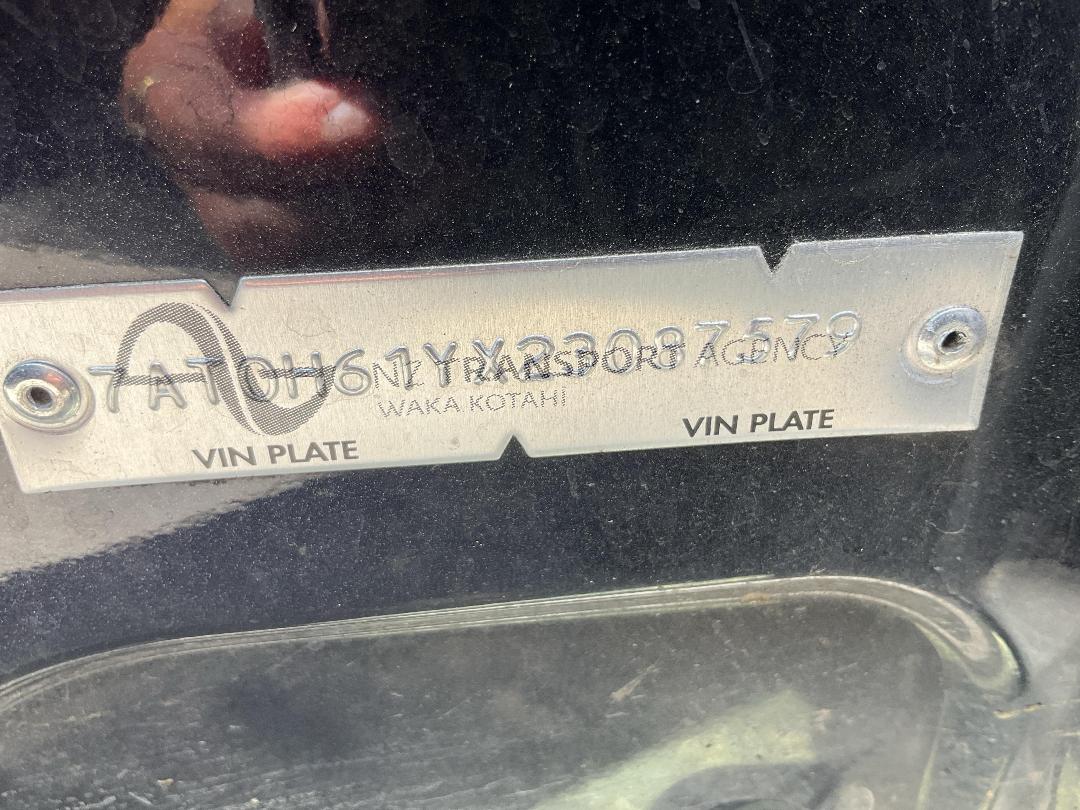 7AT0H61YX23087579
NZ TRANSPORT AGENCY
WAKA KOTAHI
VIN PLATE VIN PLATE